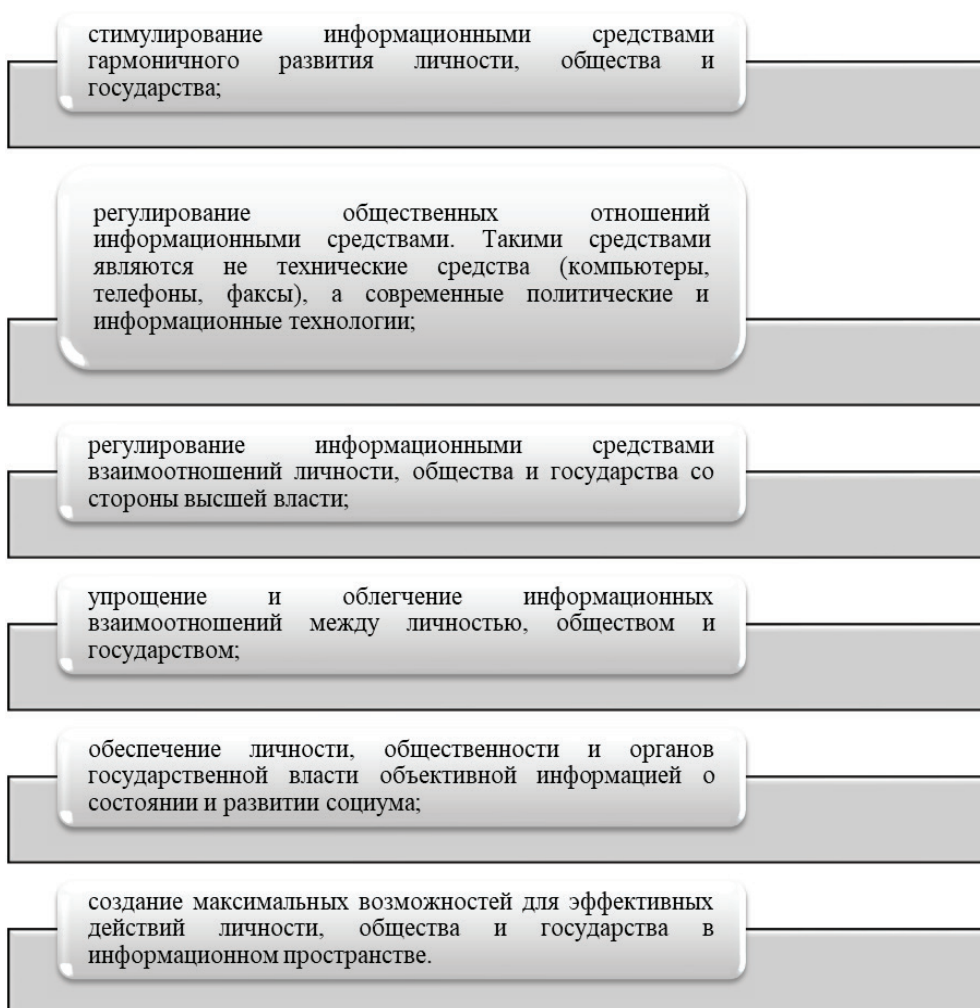 стимулирование информационными средствами
гармоничного развития личности, общества и
государства;
регулирование общественных отношений
информационными средствами. Такими средствами
являются не технические средства (компьютеры,
телефоны, факсы), а современные политические и
информационные технологии;
регулирование информационными средствами
взаимоотношений личности, общества и государства со
стороны высшей власти;
упрощение и облегчение информационных
взаимоотношений между личностью, обществом и
государством;
обеспечение личности, общественности и органов
государственной власти объективной информацией о
состоянии и развитии социума;
создание максимальных возможностей для эффективных
действий личности, общества и государства в
информационном пространстве.